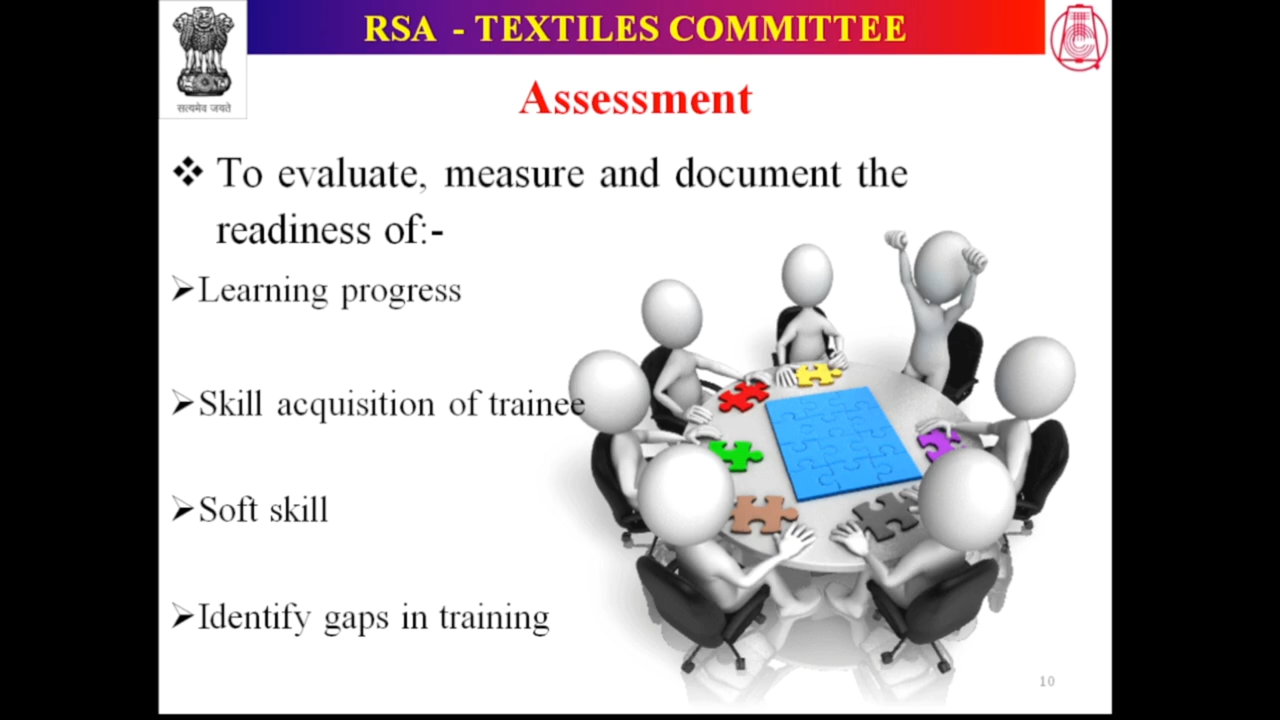 RSA - TEXTILES COMMITTEE
सत्यमेव जयते
Assessment
❖ To evaluate, measure and document the
readiness of:-
➢Learning progress
➢Skill acquisition of trainee
➢Soft skill
➢Identify gaps in training
10